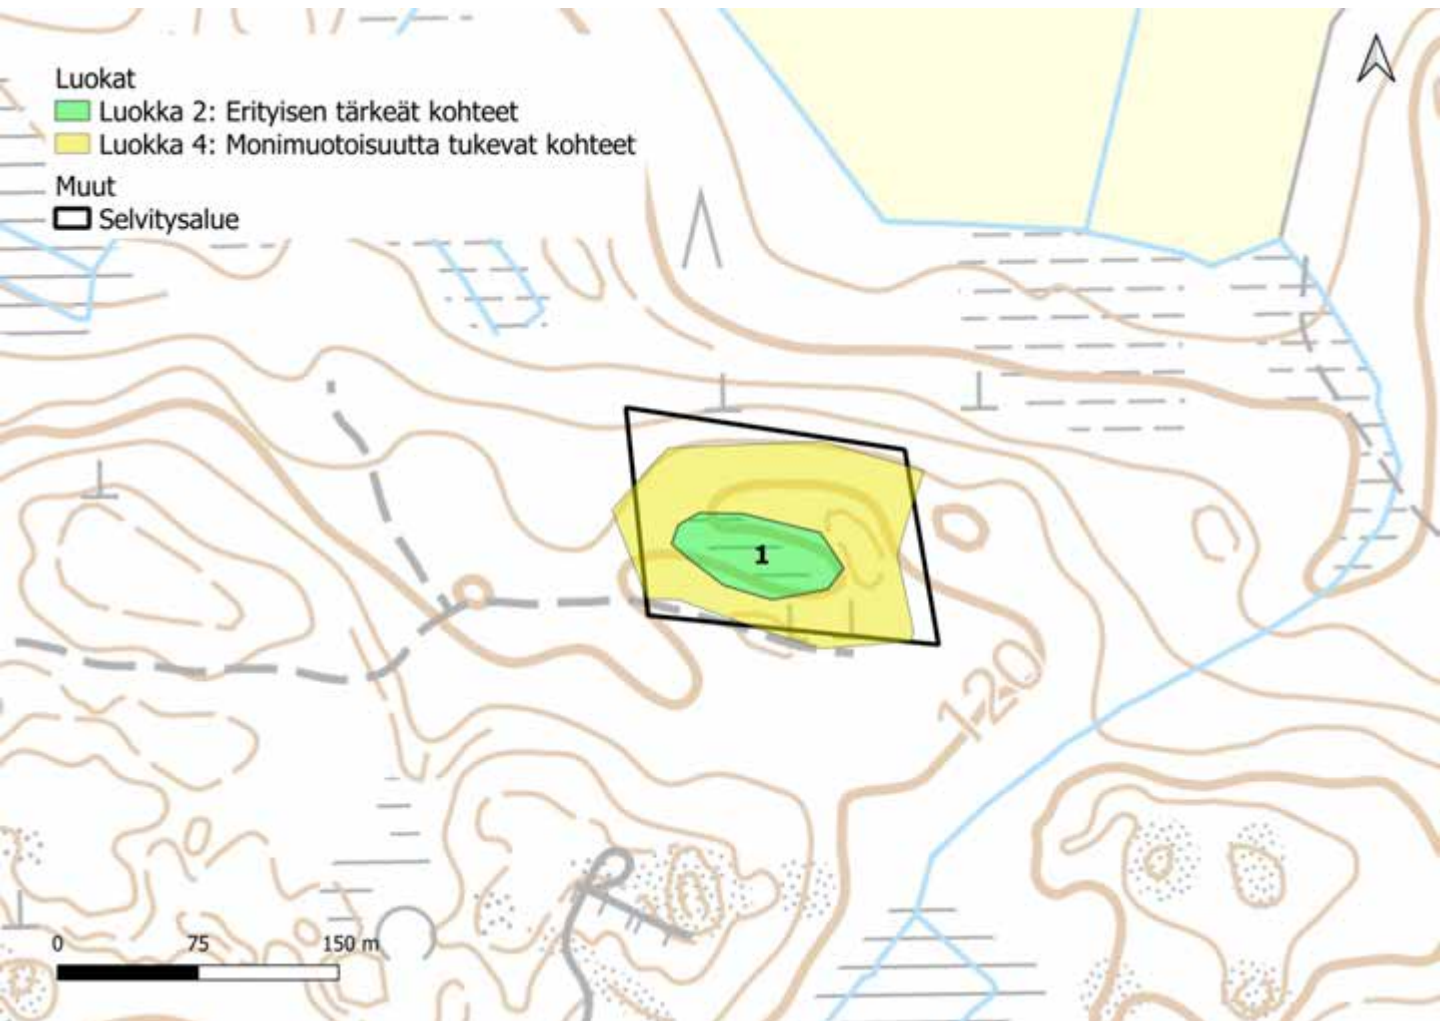 Luokat
Luokka 2: Erityisen tärkeät kohteet
Luokka 4: Monimuotoisuutta tukevat kohteet
Muut
Selvitysalue
1
120
0 75 150 m